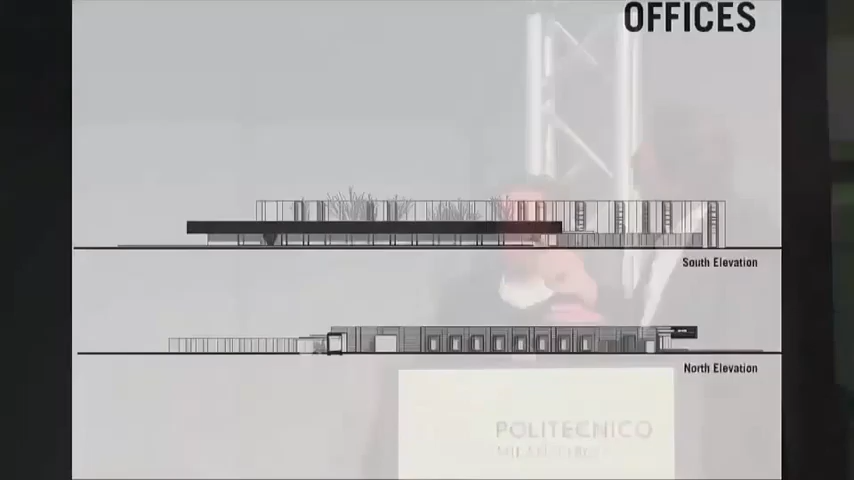 OFFICES
South Elevation
North Elevation
POLITECNICO